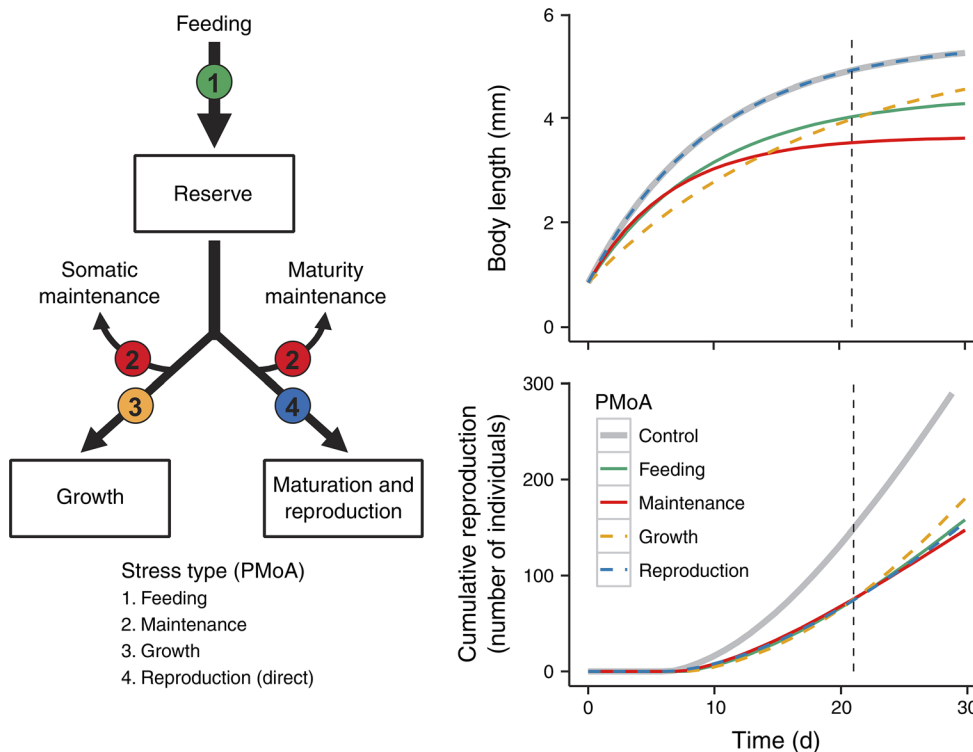 Feeding
1
Reserve
Somatic
maintenance
Maturity
maintenance
2
2
3
4
Growth
Maturation and
reproduction
Stress type (PMoA)
1. Feeding
2. Maintenance
3. Growth
4. Reproduction (direct)
Body length (mm)
6
4
2
0
Cumulative reproduction
(number of individuals)
300
200
100
0
PMoA
Control
Feeding
Maintenance
Growth
Reproduction
0
10
20
30
Time (d)